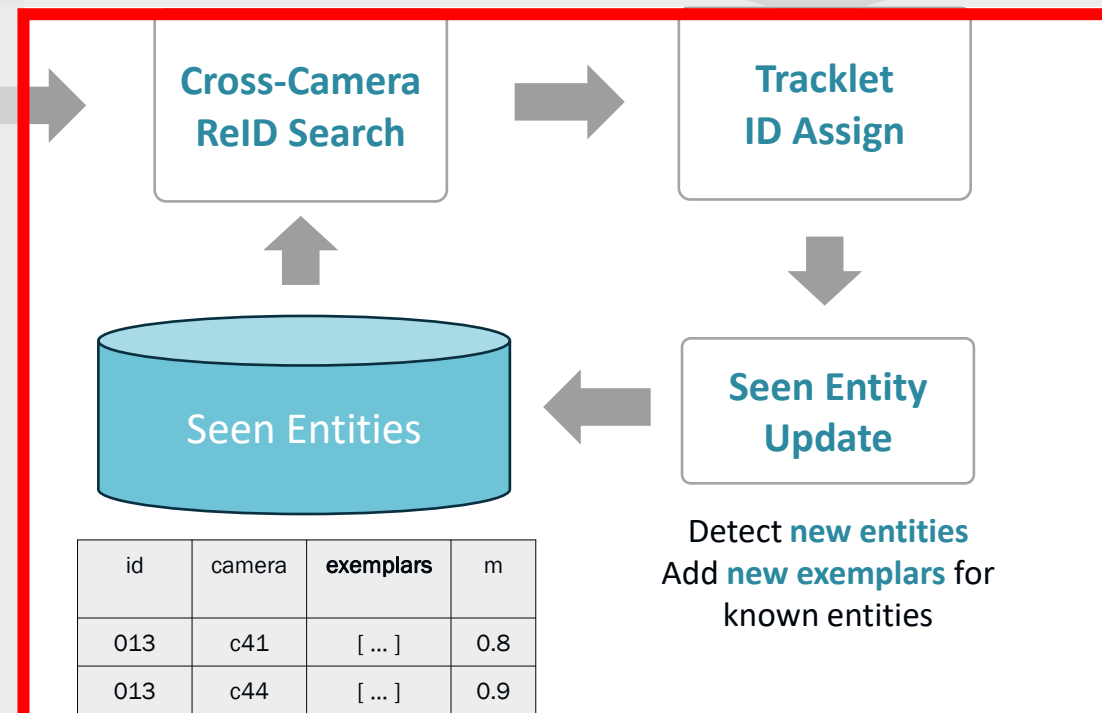 Cross-Camera
ReID Search
Tracklet
ID Assign
Seen Entities
Seen Entity
Update
Detect new entities
Add new exemplars for
known entities
id camera exemplars m
013 c41 [ ... ] 0.8
013 c44 [ ... ] 0.9